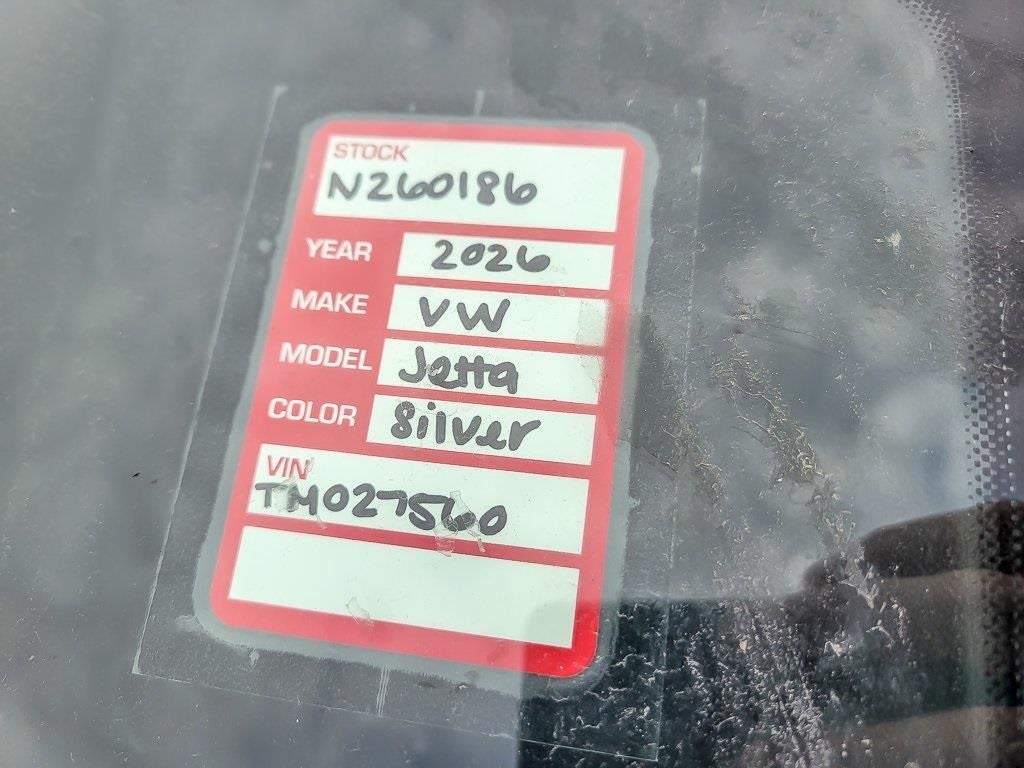 STOCK
N260186
YEAR 2026
MAKE VW
MODEL Jetta
COLOR Silver
VIN
TM027560